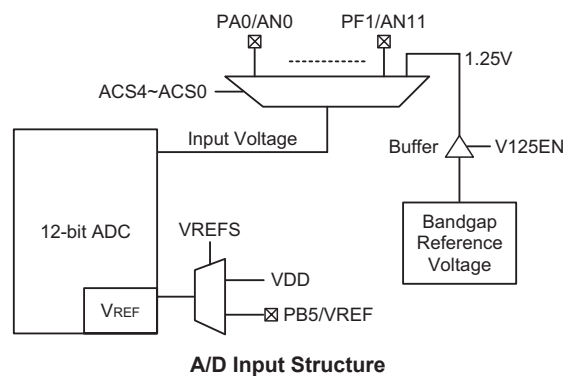 PA0/AN0
PF1/AN11
1.25V
ACS4~ACS0
Input Voltage
Buffer
V125EN
12-bit ADC
Bandgap
Reference
Voltage
VREFS
VDD
VREF
PB5/VREF
A/D Input Structure